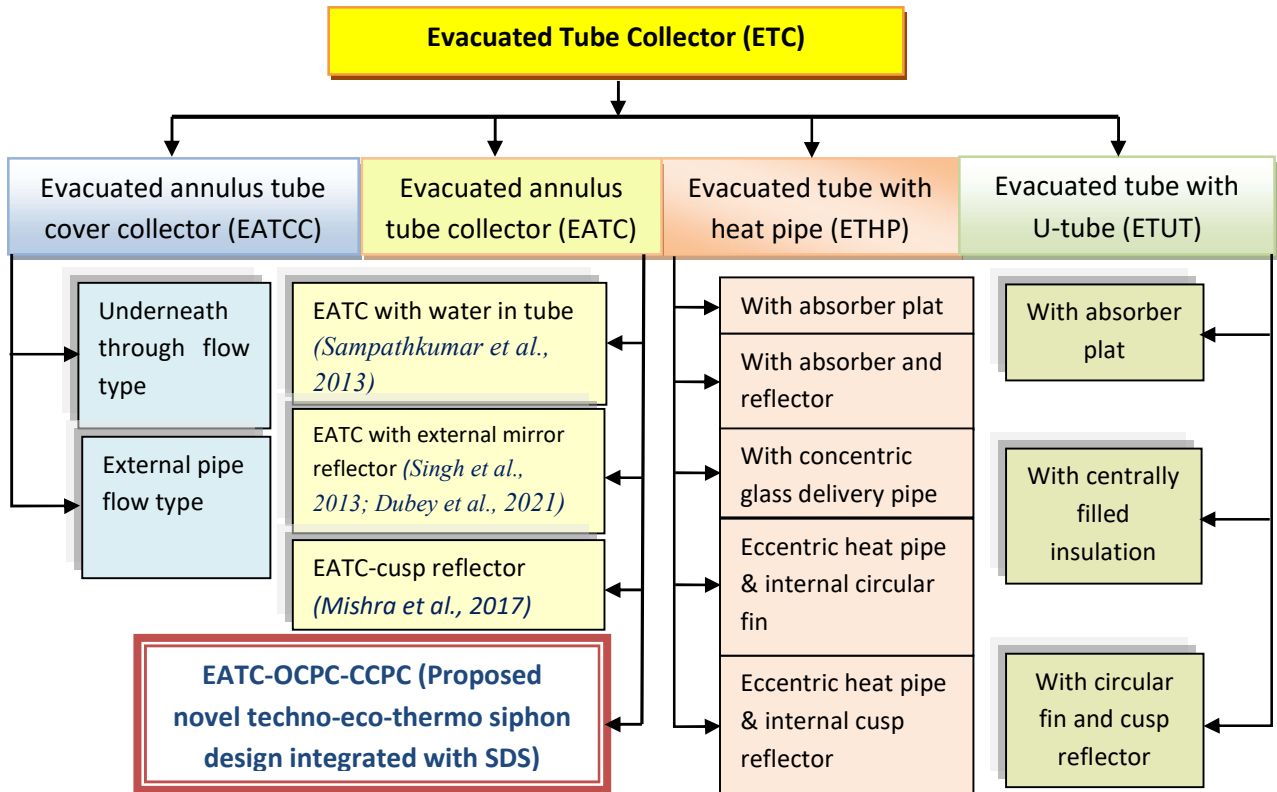 Evacuated Tube Collector (ETC)
Evacuated annulus tube
cover collector (EATCC)
Evacuated annulus
tube collector (EATC)
Evacuated tube with
heat pipe (ETHP)
Evacuated tube with
U-tube (ETUT)
Underneath
through flow
type
External pipe
flow type
EATC with water in tube
(Sampathkumar et al.,
2013)
EATC with external mirror
reflector (Singh et al.,
2013; Dubey et al., 2021)
EATC-cusp reflector
(Mishra et al., 2017)
EATC-OCPC-CCPC (Proposed
novel techno-eco-thermo siphon
design integrated with SDS)
With absorber plat
With absorber and
reflector
With concentric
glass delivery pipe
Eccentric heat pipe
& internal circular
fin
Eccentric heat pipe
& internal cusp
reflector
With absorber
plat
With centrally
filled
insulation
With circular
fin and cusp
reflector